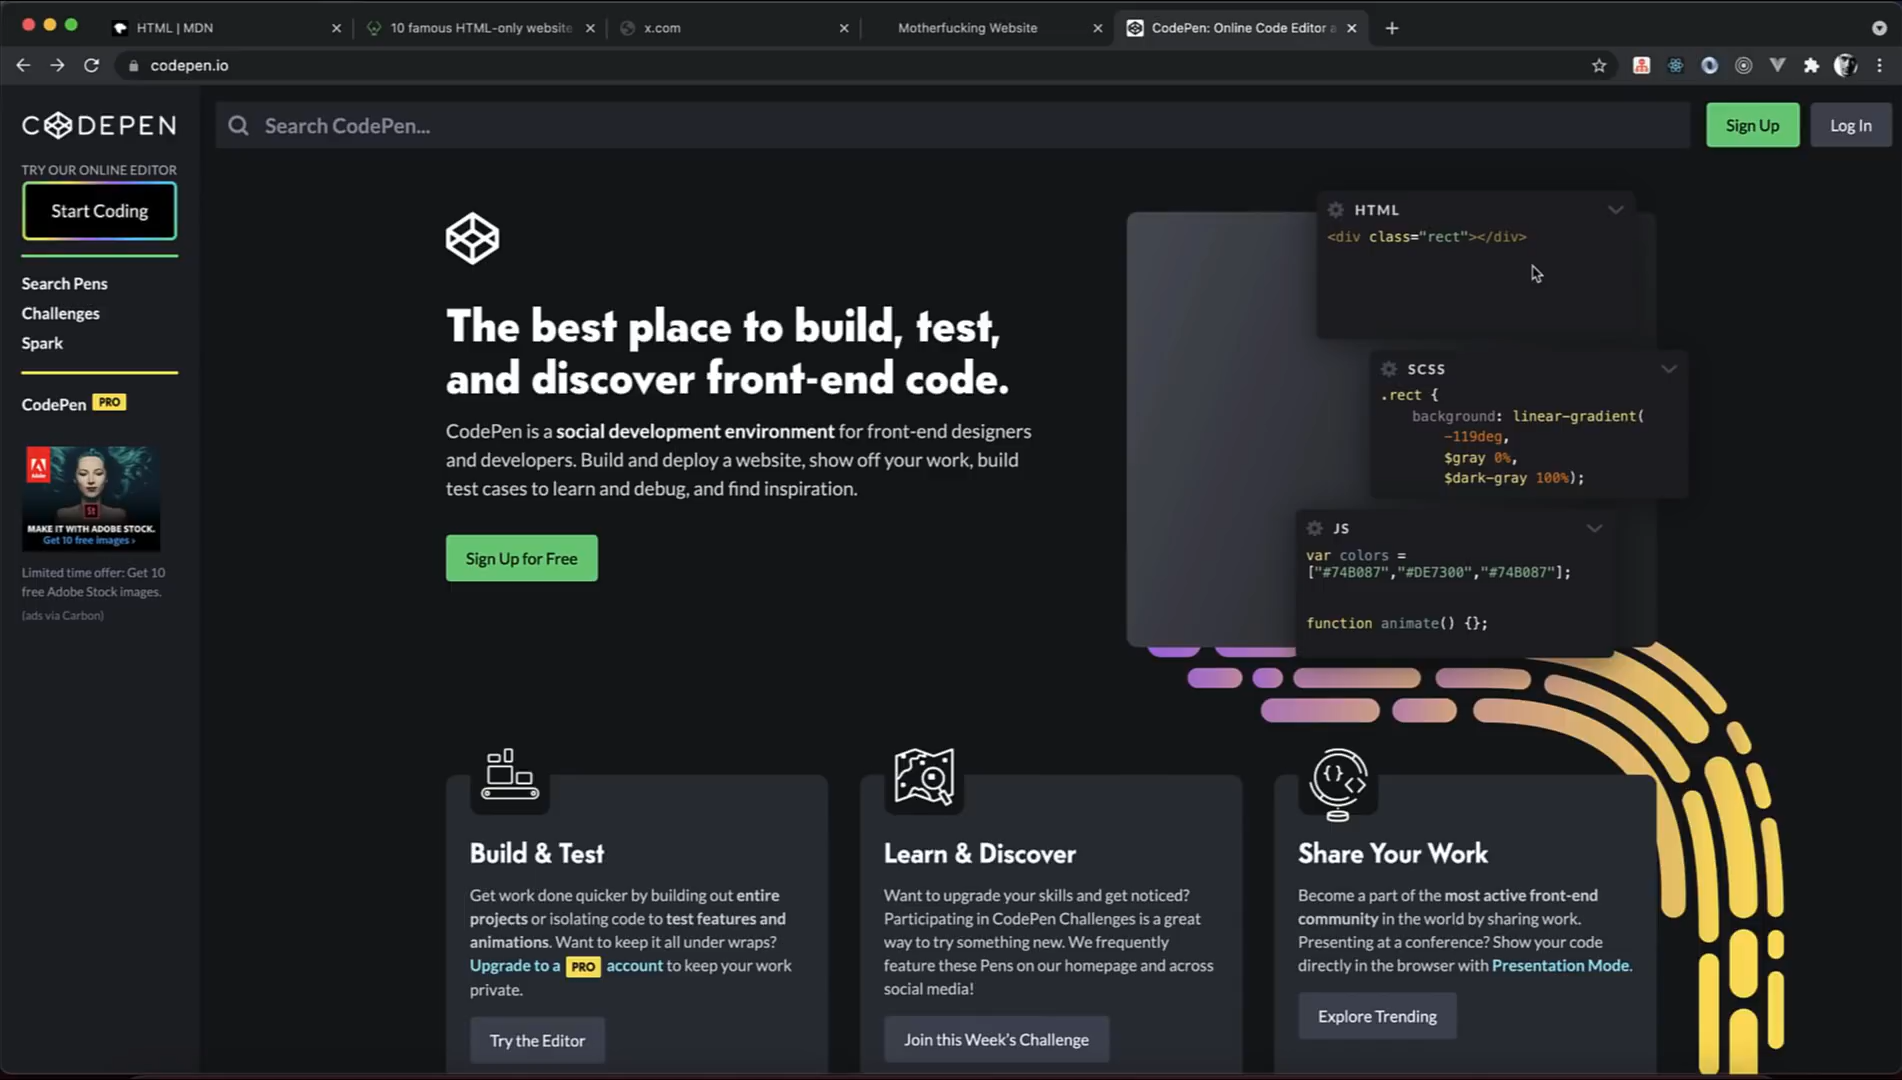 HTML | MDN
10 famous HTML-only website
x.com
Motherfucking Website
CodePen: Online Code Editor a
codepen.io
CODEPEN
Search CodePen...
Sign Up
Log In
TRY OUR ONLINE EDITOR
Start Coding
Search Pens
Challenges
Spark
CodePen PRO
MAKE IT WITH ADOBE STOCK.
Get 10 free images ›
Limited time offer: Get 10
free Adobe Stock images.
(ads via Carbon)
The best place to build, test,
and discover front-end code.
CodePen is a social development environment for front-end designers
and developers. Build and deploy a website, show off your work, build
test cases to learn and debug, and find inspiration.
Sign Up for Free
HTML
<div class="rect"></div>
SCSS
.rect {
background: linear-gradient(
-119deg,
$gray 0%,
$dark-gray 100%);
JS
var colors =
["#74B087","#DE7300","#74B087"];
function animate() {};
Build & Test
Get work done quicker by building out entire
projects or isolating code to test features and
animations. Want to keep it all under wraps?
Upgrade to a PRO account to keep your work
private.
Try the Editor
Learn & Discover
Want to upgrade your skills and get noticed?
Participating in CodePen Challenges is a great
way to try something new. We frequently
feature these Pens on our homepage and across
social media!
Join this Week's Challenge
Share Your Work
Become a part of the most active front-end
community in the world by sharing work.
Presenting at a conference? Show your code
directly in the browser with Presentation Mode.
Explore Trending